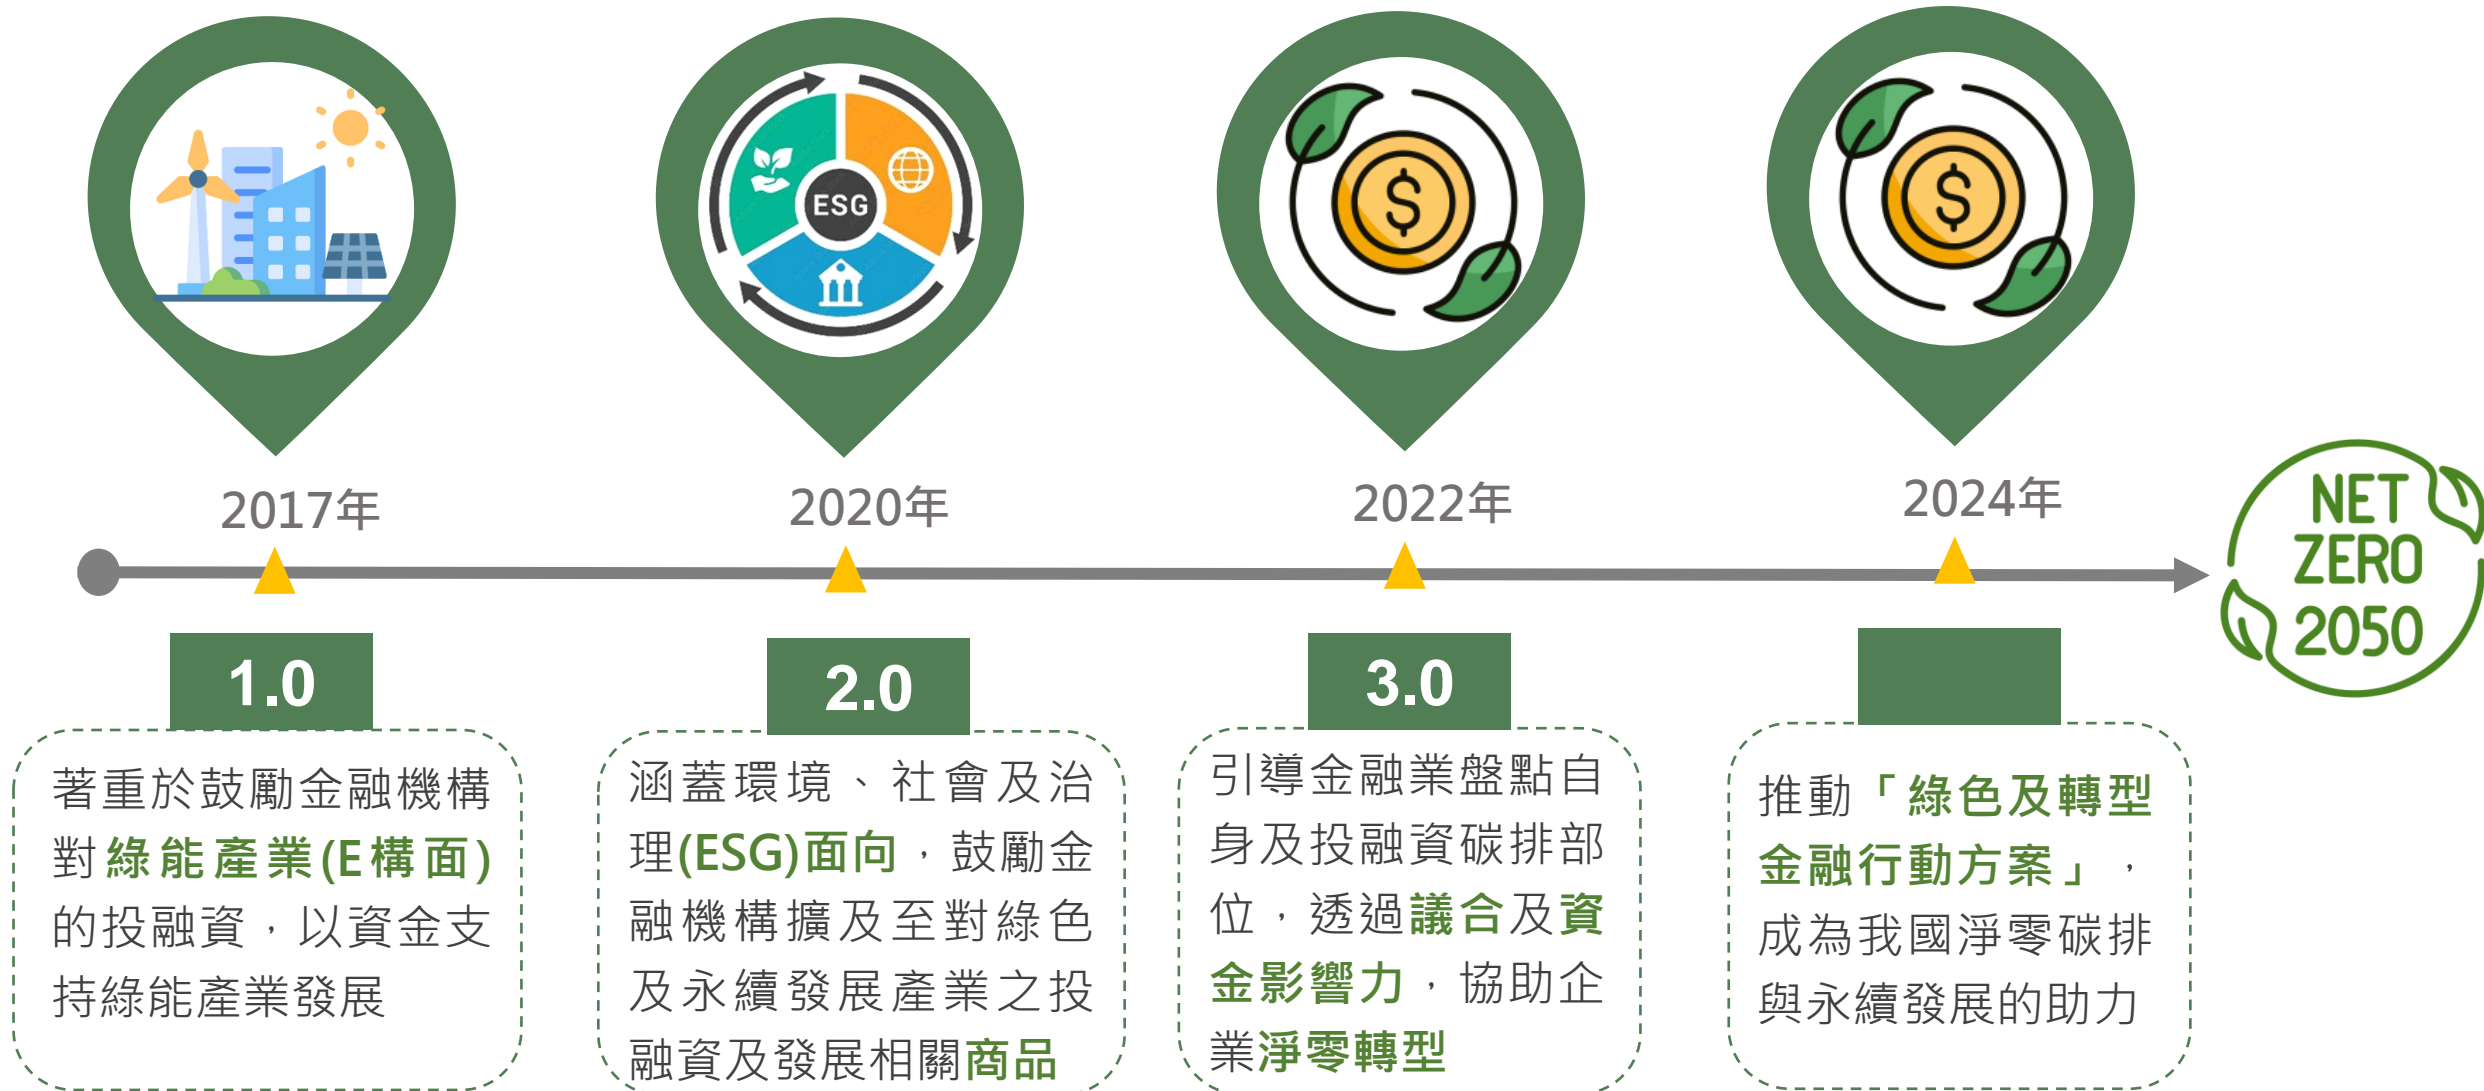 ESG
$
$
2017年
2020年
2022年
2024年
NET
ZERO
2050
1.0
著重於鼓勵金融機構
對綠能產業(E構面)
的投融資，以資金支
持綠能產業發展
2.0
涵蓋環境、社會及治
理(ESG)面向，鼓勵金
融機構擴及至對綠色
及永續發展產業之投
融資及發展相關商品
3.0
引導金融業盤點自
身及投融資碳排部
位，透過議合及資
金影響力，協助企
業淨零轉型
推動「綠色及轉型
金融行動方案」，
成為我國淨零碳排
與永續發展的助力